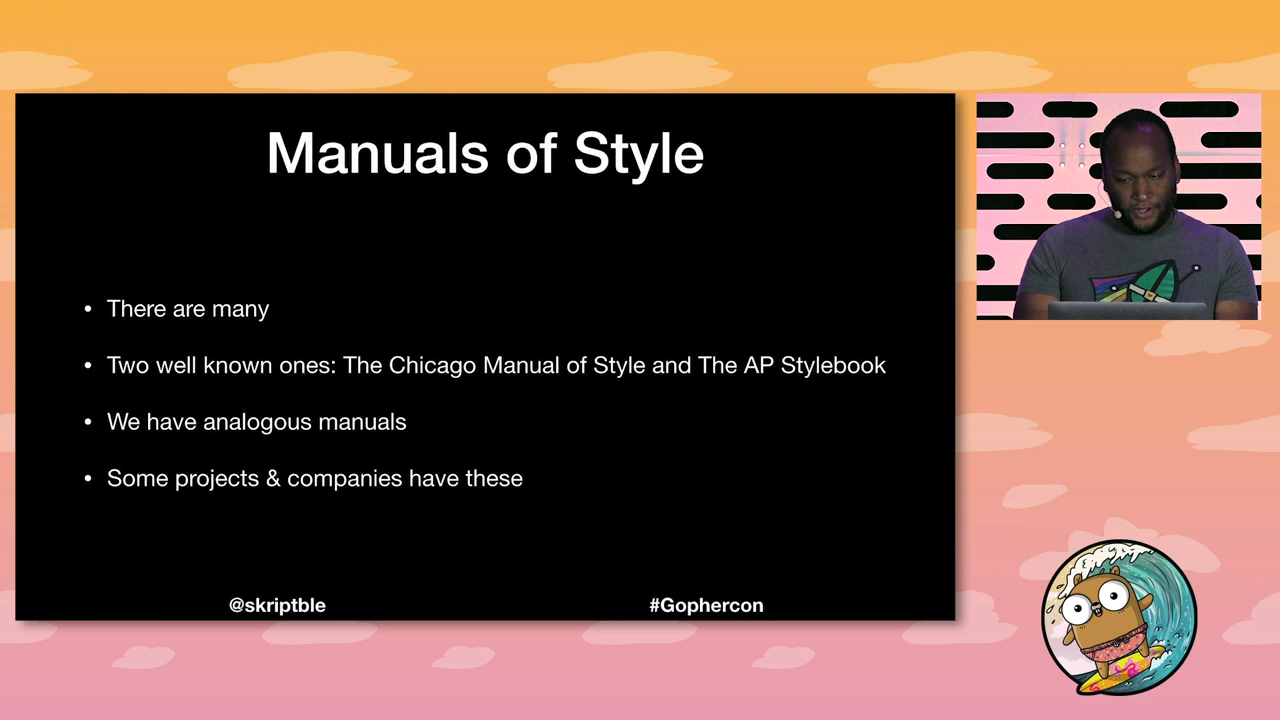 Manuals of Style
• There are many
• Two well known ones: The Chicago Manual of Style and The AP Stylebook
• We have analogous manuals
• Some projects & companies have these
@skriptble
#Gophercon